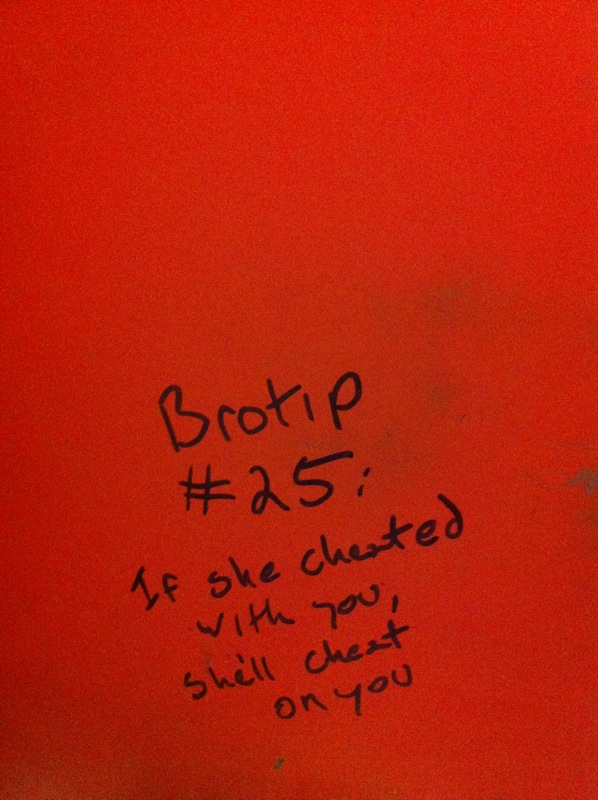 Brotip
#25:
If she cheated
with you,
she'll cheat
on you